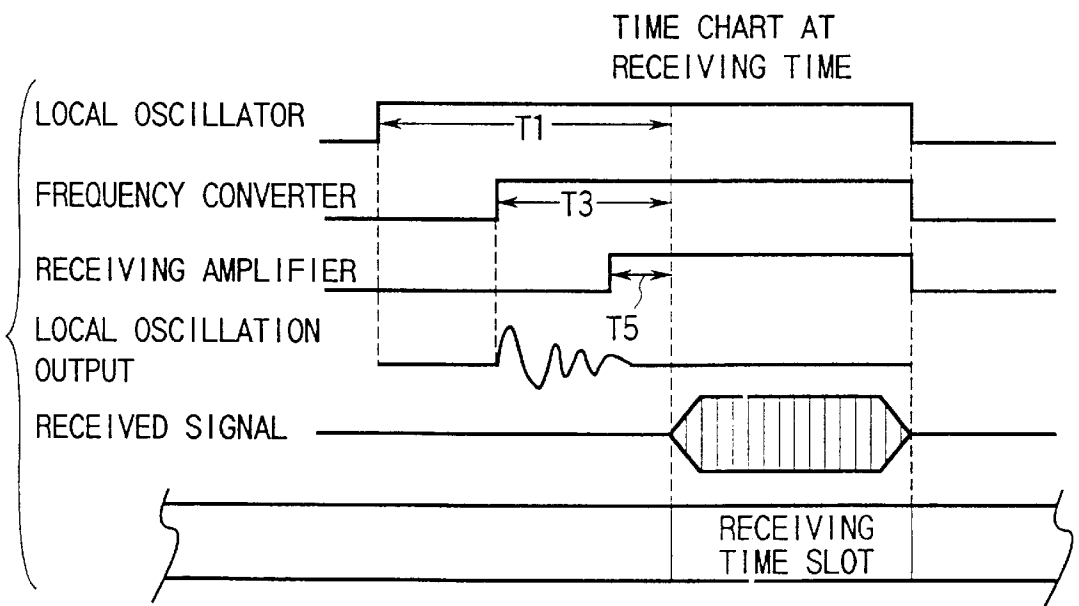 TIME CHART AT
RECEIVING TIME
LOCAL OSCILLATOR
T1
FREQUENCY CONVERTER
T3
RECEIVING AMPLIFIER
T5
LOCAL OSCILLATION
OUTPUT
RECEIVED SIGNAL
RECEIVING
TIME SLOT